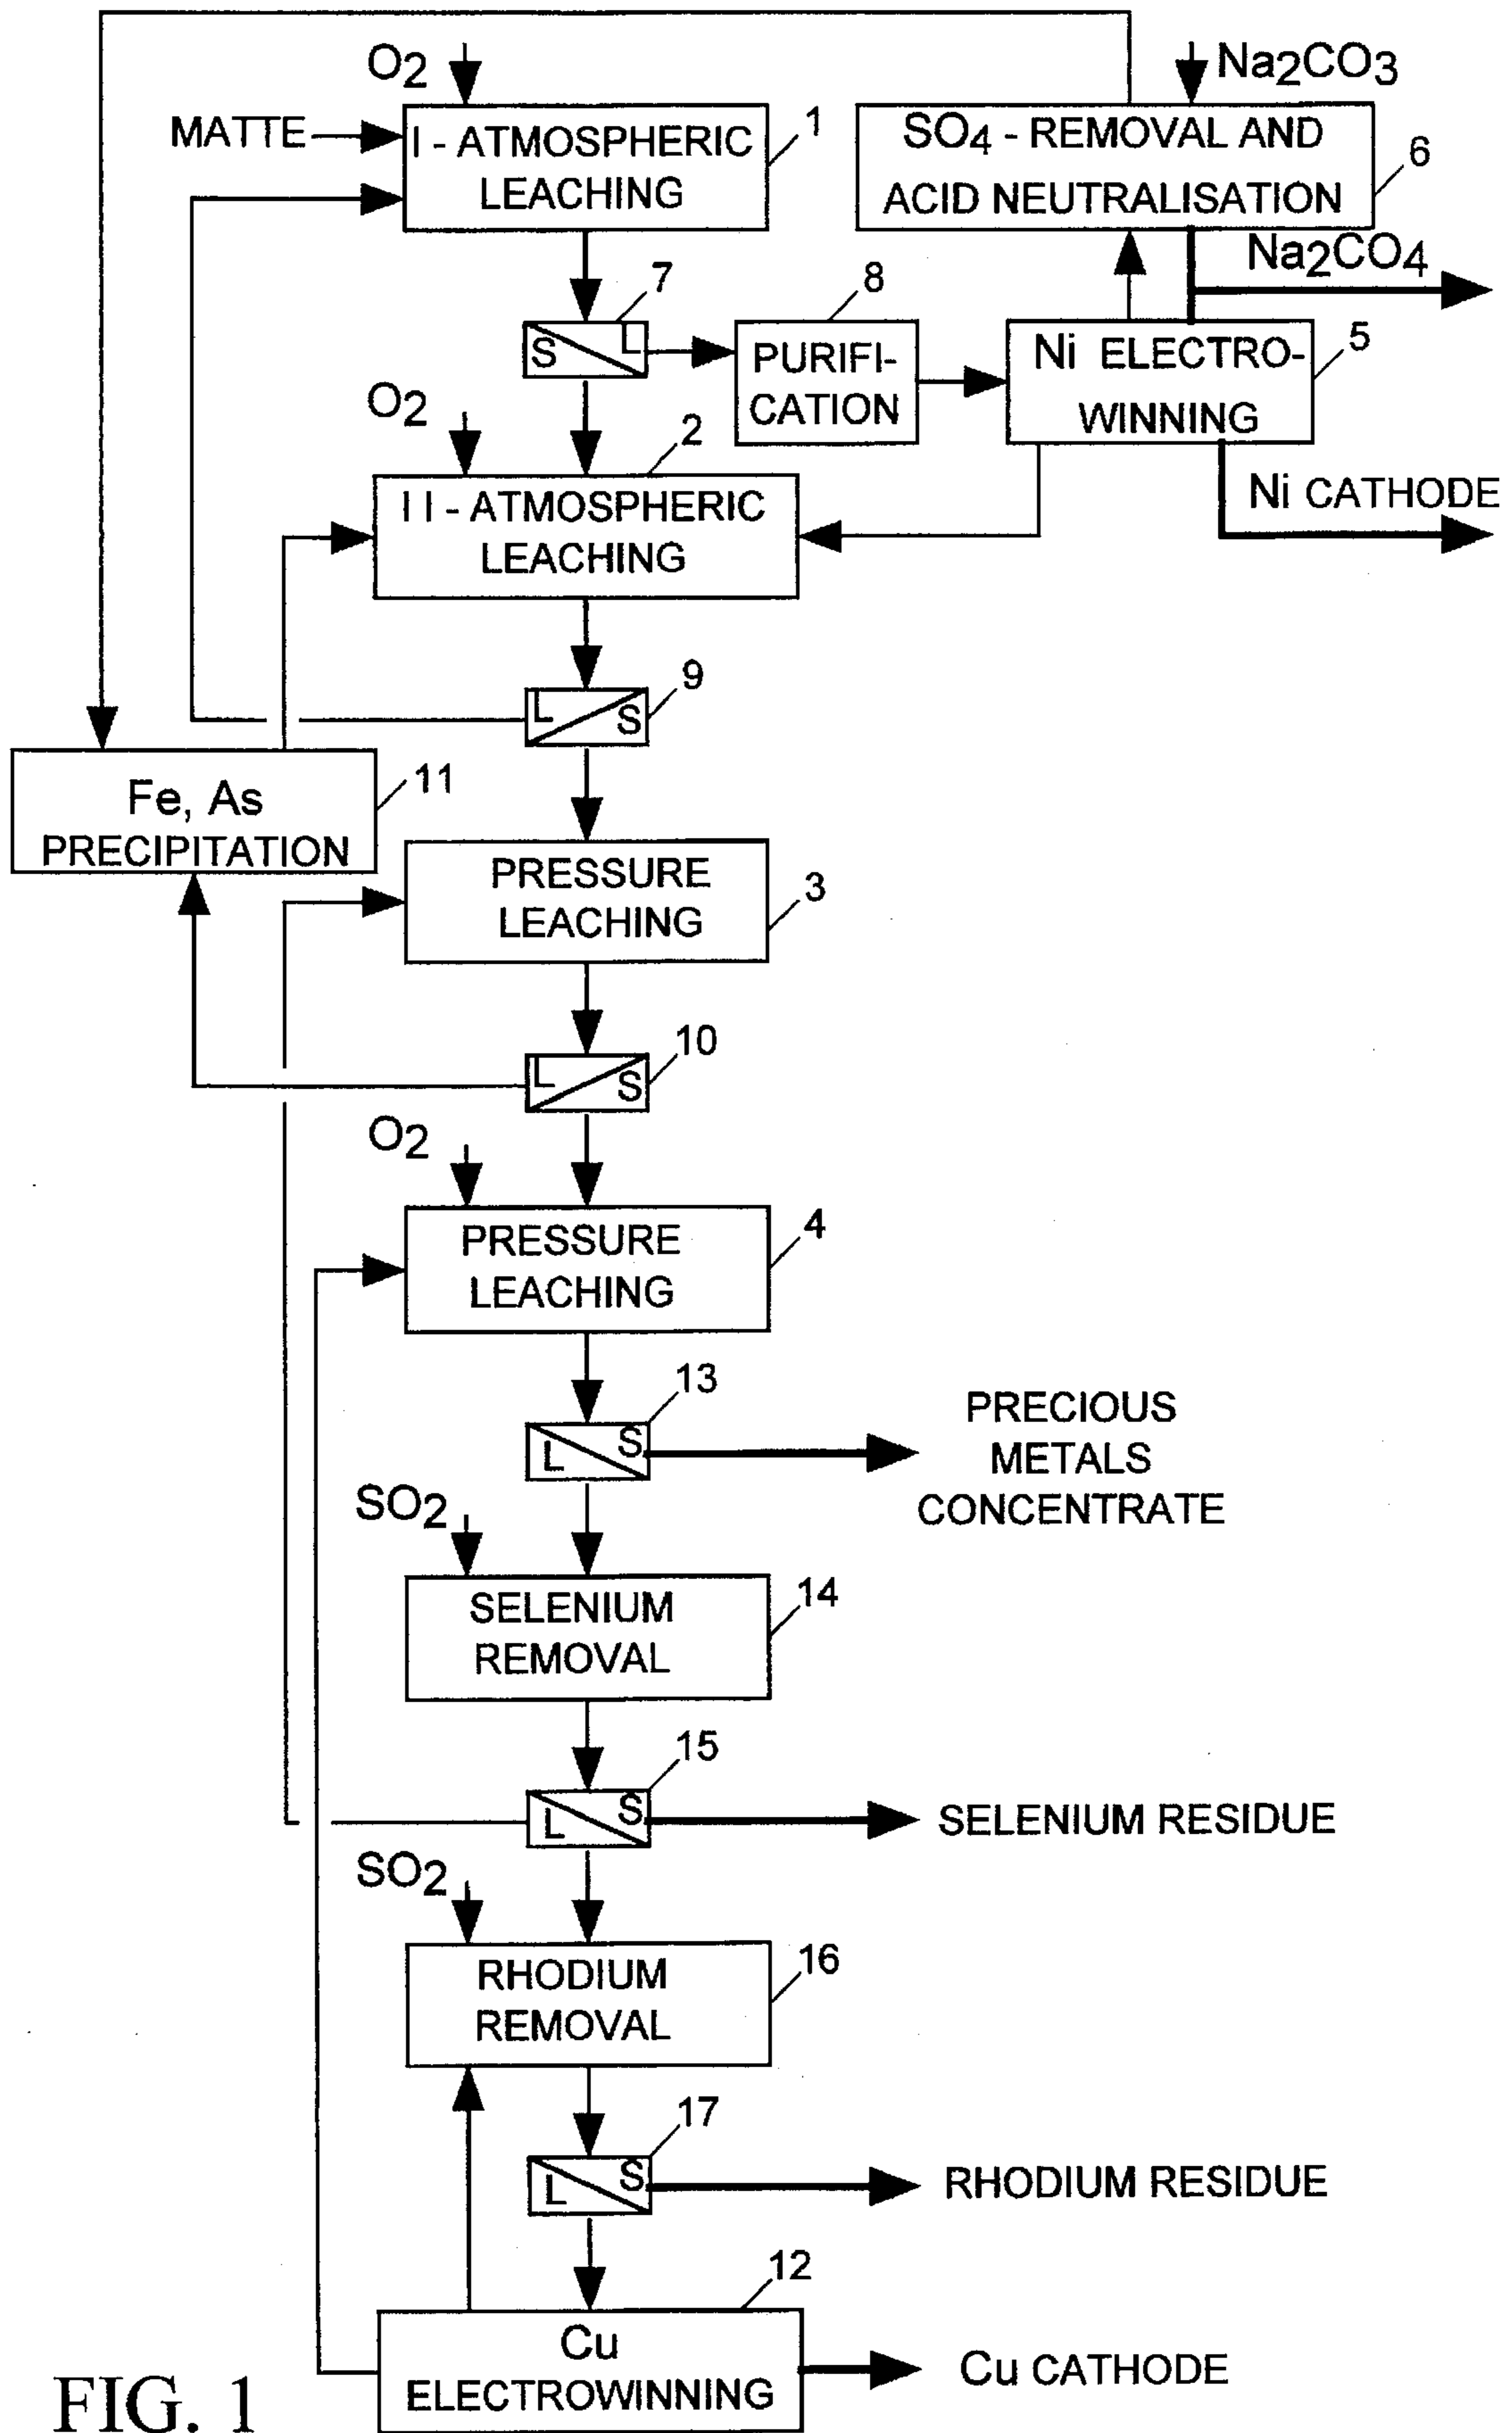 O2
Na2CO3
MATTE
I - ATMOSPHERIC
LEACHING
1
SO4 - REMOVAL AND
ACID NEUTRALISATION
6
Na2CO4
7
S
L
8
PURIFI-
CATION
Ni ELECTRO-
WINNING
5
O2
2
I I - ATMOSPHERIC
LEACHING
Ni CATHODE
9
L
S
Fe, As
PRECIPITATION
11
PRESSURE
LEACHING
3
10
L
S
O2
PRESSURE
LEACHING
4
13
L
S
PRECIOUS
METALS
CONCENTRATE
SO2
SELENIUM
REMOVAL
14
15
L
S
SELENIUM RESIDUE
SO2
RHODIUM
REMOVAL
16
17
L
S
RHODIUM RESIDUE
12
Cu
ELECTROWINNING
Cu CATHODE
FIG. 1